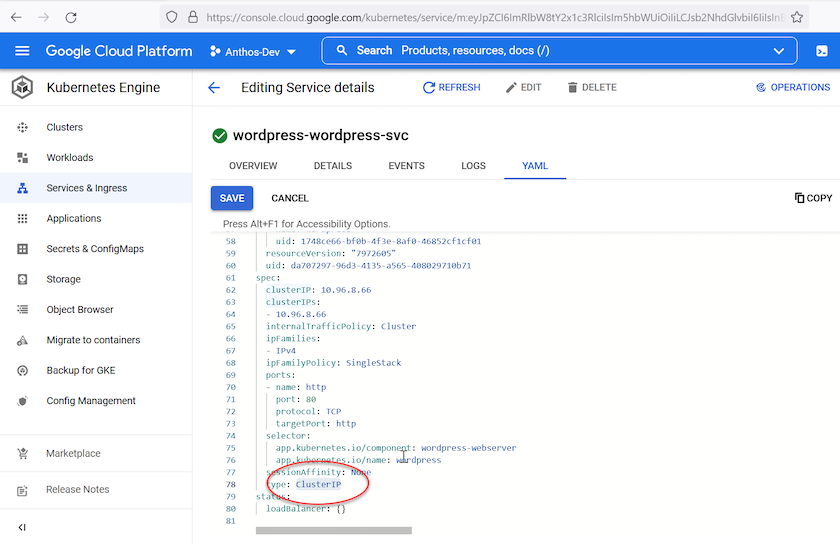 https://console.cloud.google.com/kubernetes/service/m:eyJpZCI6ImRlbW8tY2x1c3RlciIsIm5hbWUiOiIiLCJsb2NhdGlvbiI6IiIsInE
Google Cloud Platform
Anthos-Dev
Search Products, resources, docs (/)
Kubernetes Engine
Editing Service details
REFRESH
EDIT
DELETE
OPERATIONS
Clusters
Workloads
Services & Ingress
Applications
Secrets & ConfigMaps
Storage
Object Browser
Migrate to containers
Backup for GKE
Config Management
Marketplace
Release Notes
wordpress-wordpress-svc
OVERVIEW DETAILS EVENTS LOGS YAML
SAVE CANCEL COPY
Press Alt+F1 for Accessibility Options.
58 uid: 1748ce66-bf0b-4f3e-8af0-46852cf1cf01
59 resourceVersion: "7972605"
60 uid: da707297-96d3-4135-a565-408029710b71
61 spec:
62 clusterIP: 10.96.8.66
63 clusterIPs:
64 - 10.96.8.66
65 internalTrafficPolicy: Cluster
66 ipFamilies:
67 - IPv4
68 ipFamilyPolicy: SingleStack
69 ports:
70 - name: http
71 port: 80
72 protocol: TCP
73 targetPort: http
74 selector:
75 app.kubernetes.io/component: wordpress-webserver
76 app.kubernetes.io/name: wordpress
77 sessionAffinity: None
78 type: ClusterIP
79 status:
80 loadBalancer: {}
81